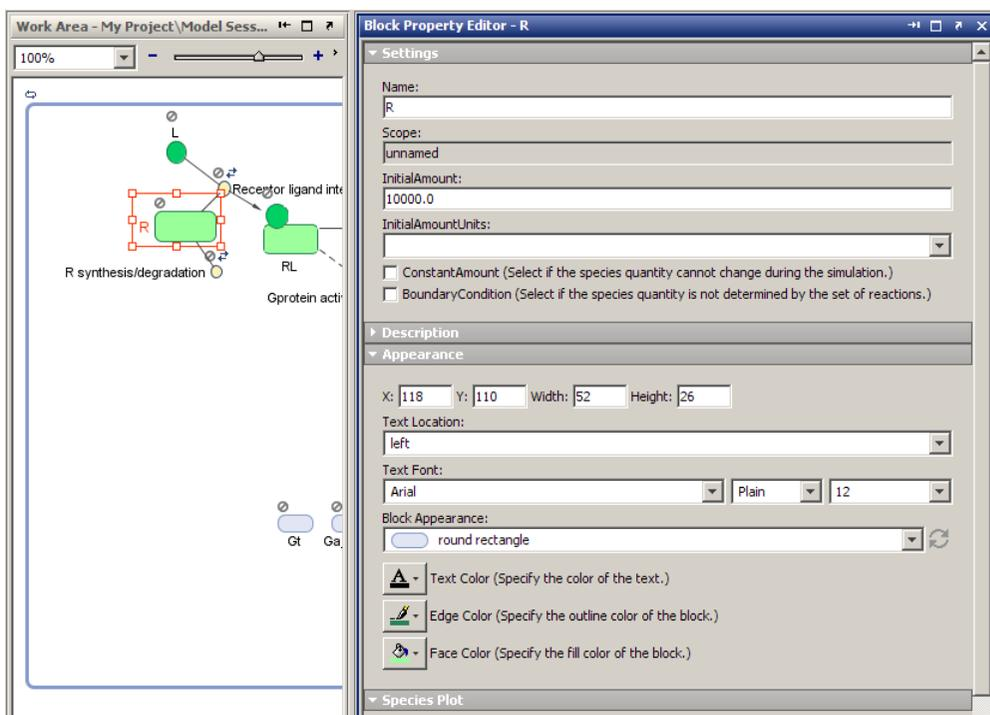 Work Area - My Project\Model Sess...
100%
L
Receptor ligand inte
R
RL
R synthesis/degradation
Gprotein acti
Gt
Ga
Block Property Editor - R
Settings
Name:
R
Scope:
unnamed
InitialAmount:
10000.0
InitialAmountUnits:
ConstantAmount (Select if the species quantity cannot change during the simulation.)
BoundaryCondition (Select if the species quantity is not determined by the set of reactions.)
Description
Appearance
X: 118 Y: 110 Width: 52 Height: 26
Text Location:
left
Text Font:
Arial Plain 12
Block Appearance:
round rectangle
A Text Color (Specify the color of the text.)
Edge Color (Specify the outline color of the block.)
Face Color (Specify the fill color of the block.)
Species Plot